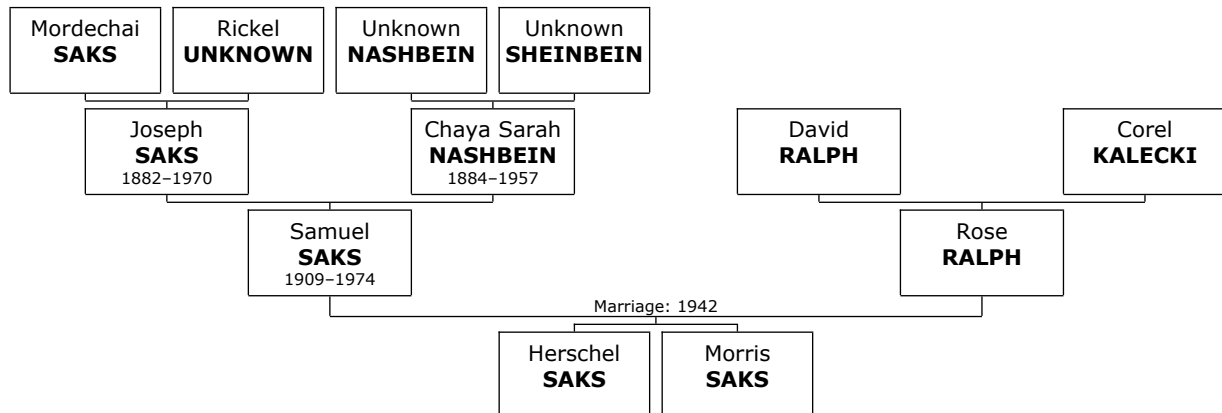 Mordechai
SAKS
Rickel
UNKNOWN
Unknown
NASHBEIN
Unknown
SHEINBEIN
Joseph
SAKS
1882–1970
Chaya Sarah
NASHBEIN
1884–1957
David
RALPH
Corel
KALECKI
Samuel
SAKS
1909–1974
Rose
RALPH
Marriage: 1942
Herschel
SAKS
Morris
SAKS